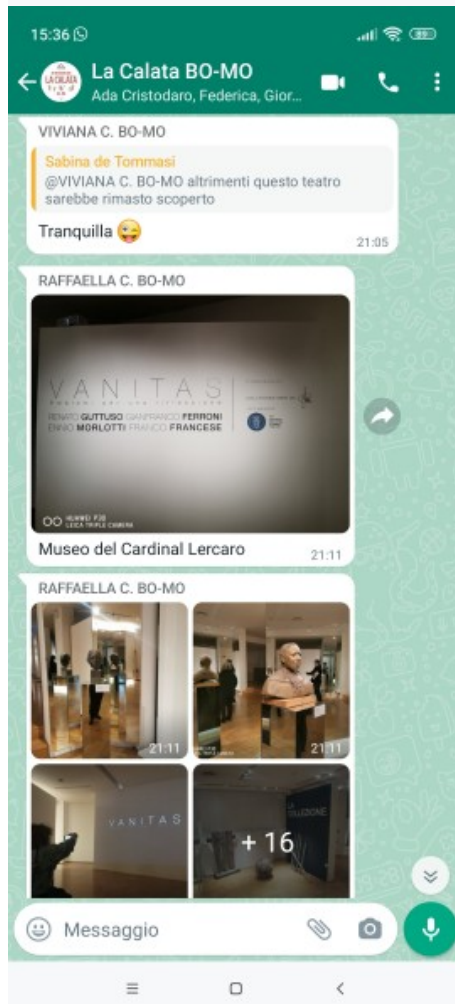 15:36
La Calata BO-MO
Ada Cristodaro, Federica, Gior...
VIVIANA C. BO-MO
Sabina de Tommasi
@VIVIANA C. BO-MO altrimenti questo teatro
sarebbe rimasto scoperto
Tranquilla
21:05
RAFFAELLA C. BO-MO
VANITAS
RENATO GUTTUSO GIANFRANCO FERRONI
ENNIO MORLOTTI FRANCO FRANCESE
HUAWEI P30
LEICA TRIPLE CAMERA
Museo del Cardinal Lercaro
21:11
RAFFAELLA C. BO-MO
21:11
21:11
VANITAS
LA
COLLEZIONE
+ 16
Messaggio